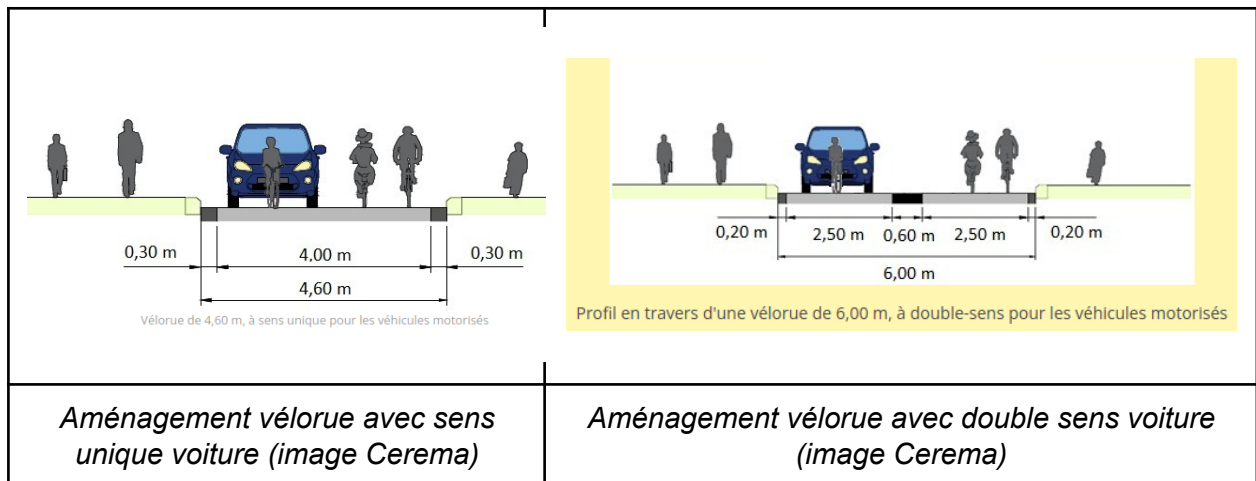 0,30 m
4,00 m
0,30 m
4,60 m
Vélorue de 4,60 m, à sens unique pour les véhicules motorisés
0,20 m
2,50 m
0,60 m
2,50 m
0,20 m
6,00 m
Profil en travers d'une vélorue de 6,00 m, à double-sens pour les véhicules motorisés
Aménagement vélorue avec sens
unique voiture (image Cerema)
Aménagement vélorue avec double sens voiture
(image Cerema)